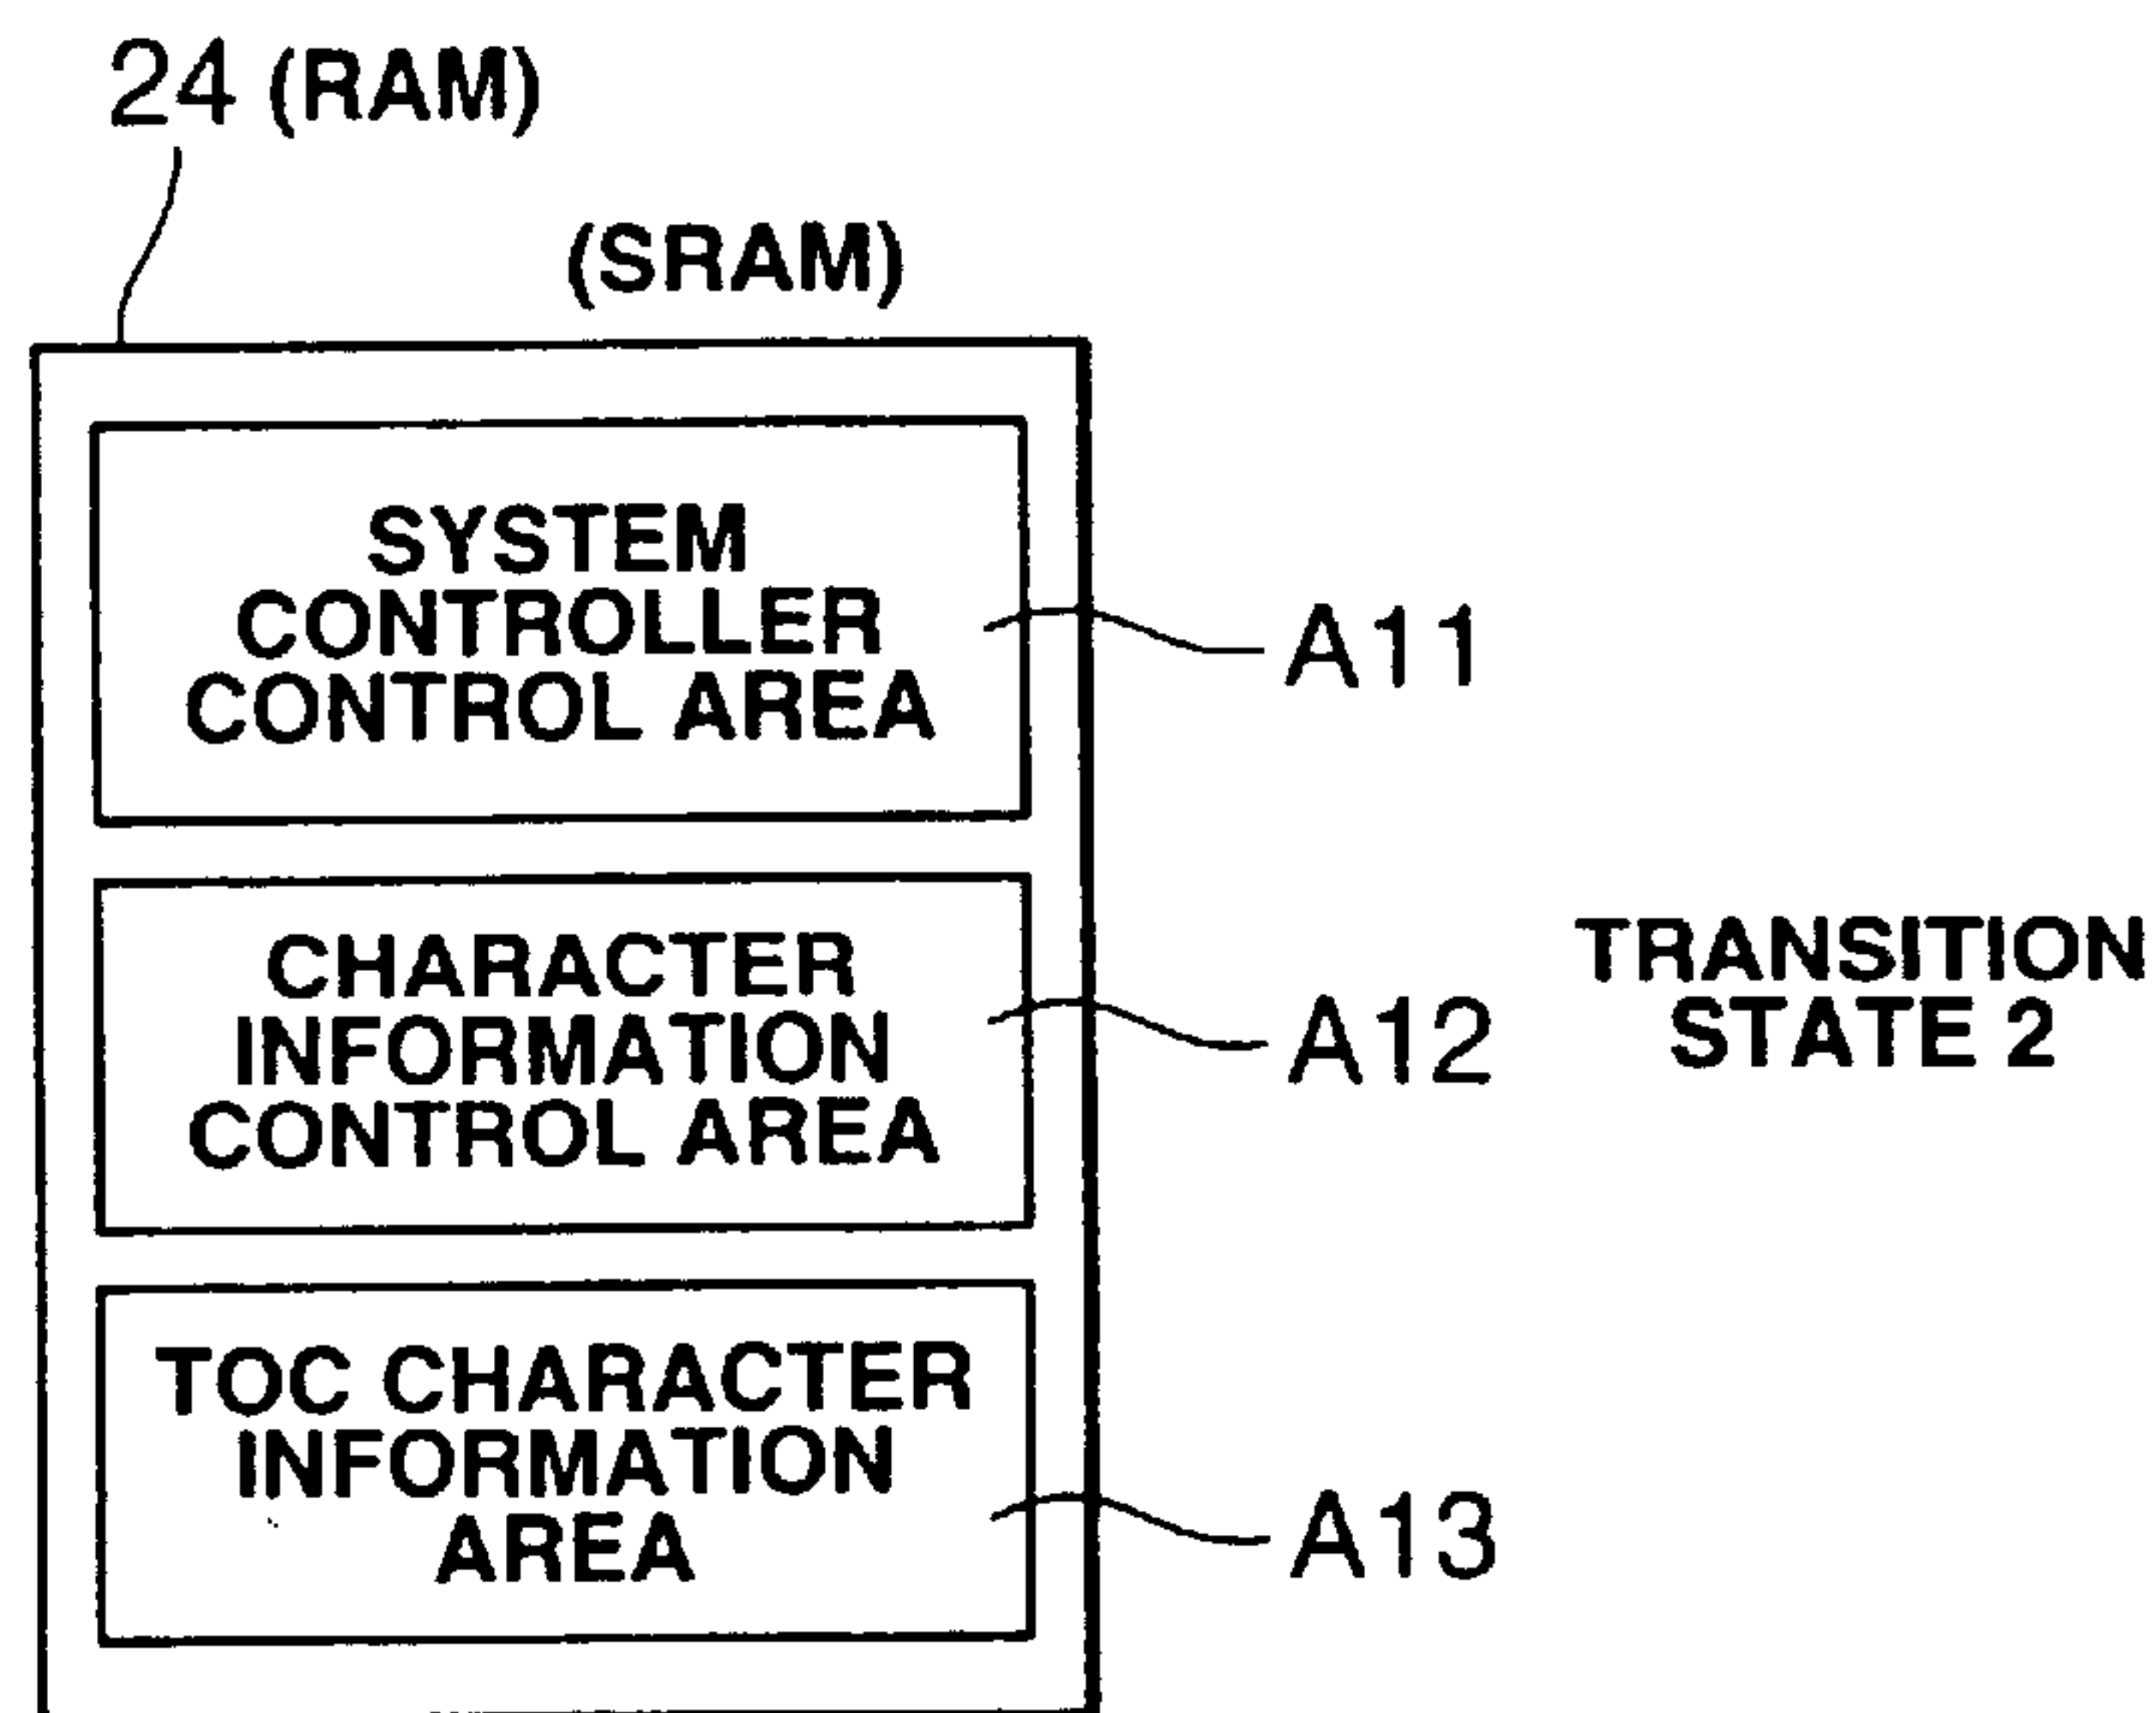 24 (RAM)
(SRAM)
SYSTEM
CONTROLLER
CONTROL AREA
A11
CHARACTER
INFORMATION
CONTROL AREA
A12
TRANSITION
STATE 2
TOC CHARACTER
INFORMATION
AREA
A13